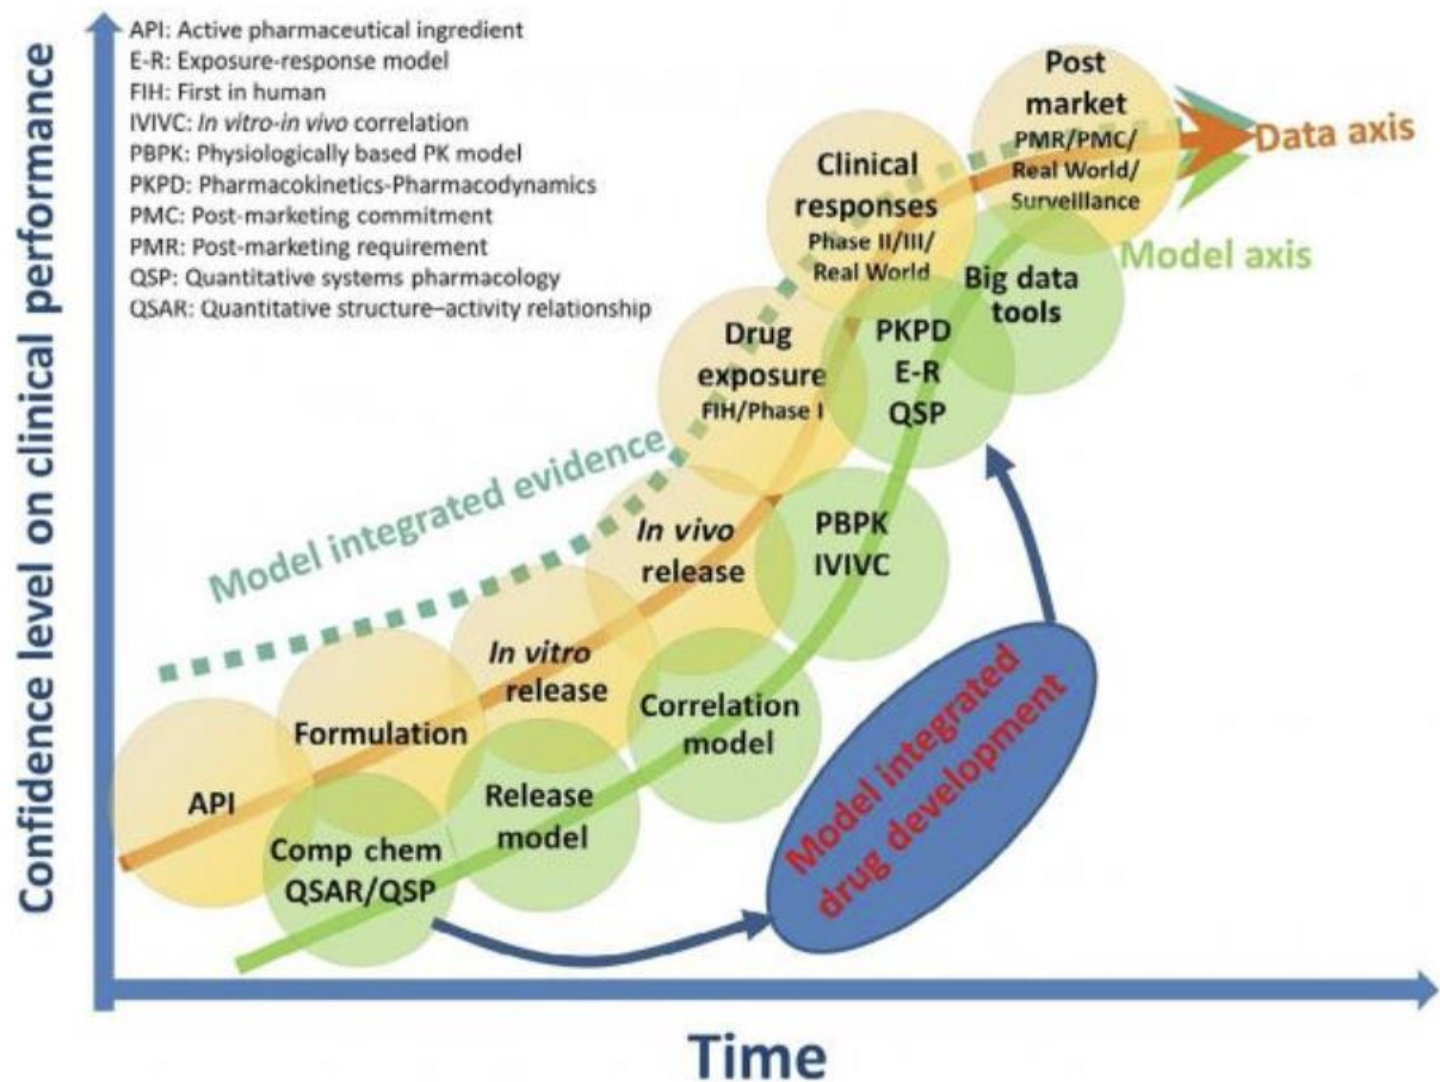 Confidence level on clinical performance
API: Active pharmaceutical ingredient
E-R: Exposure-response model
FIH: First in human
IVIVC: In vitro-in vivo correlation
PBPK: Physiologically based PK model
PKPD: Pharmacokinetics-Pharmacodynamics
PMC: Post-marketing commitment
PMR: Post-marketing requirement
QSP: Quantitative systems pharmacology
QSAR: Quantitative structure–activity relationship
Post
market
PMR/PMC/
Real World/
Surveillance
Data axis
Model axis
Clinical
responses
Phase II/III/
Real World
Big data
tools
Drug
exposure
FIH/Phase I
PKPD
E-R
QSP
Model integrated evidence
In vivo
release
PBPK
IVIVC
In vitro
release
Correlation
model
Formulation
Release
model
API
Comp chem
QSAR/QSP
Model integrated
drug development
Time